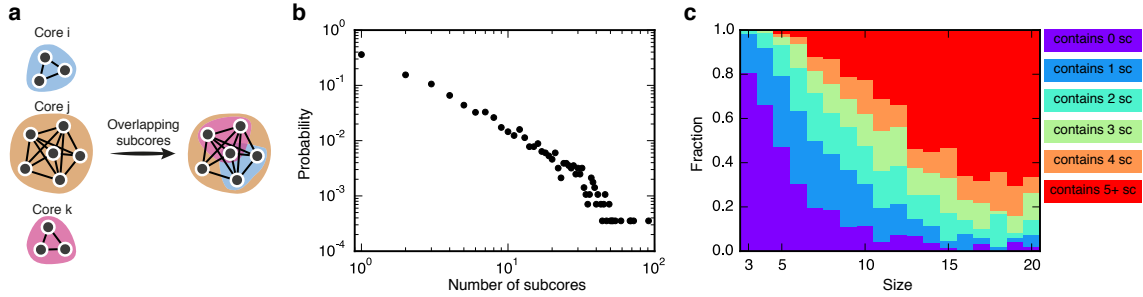 a
Core i
Core j
Overlapping
subcores
Core k
b
Probability
10^0
10^-1
10^-2
10^-3
10^-4
10^0
10^1
10^2
Number of subcores
c
Fraction
1.0
0.8
0.6
0.4
0.2
0.0
3
5
10
15
20
Size
contains 0 sc
contains 1 sc
contains 2 sc
contains 3 sc
contains 4 sc
contains 5+ sc